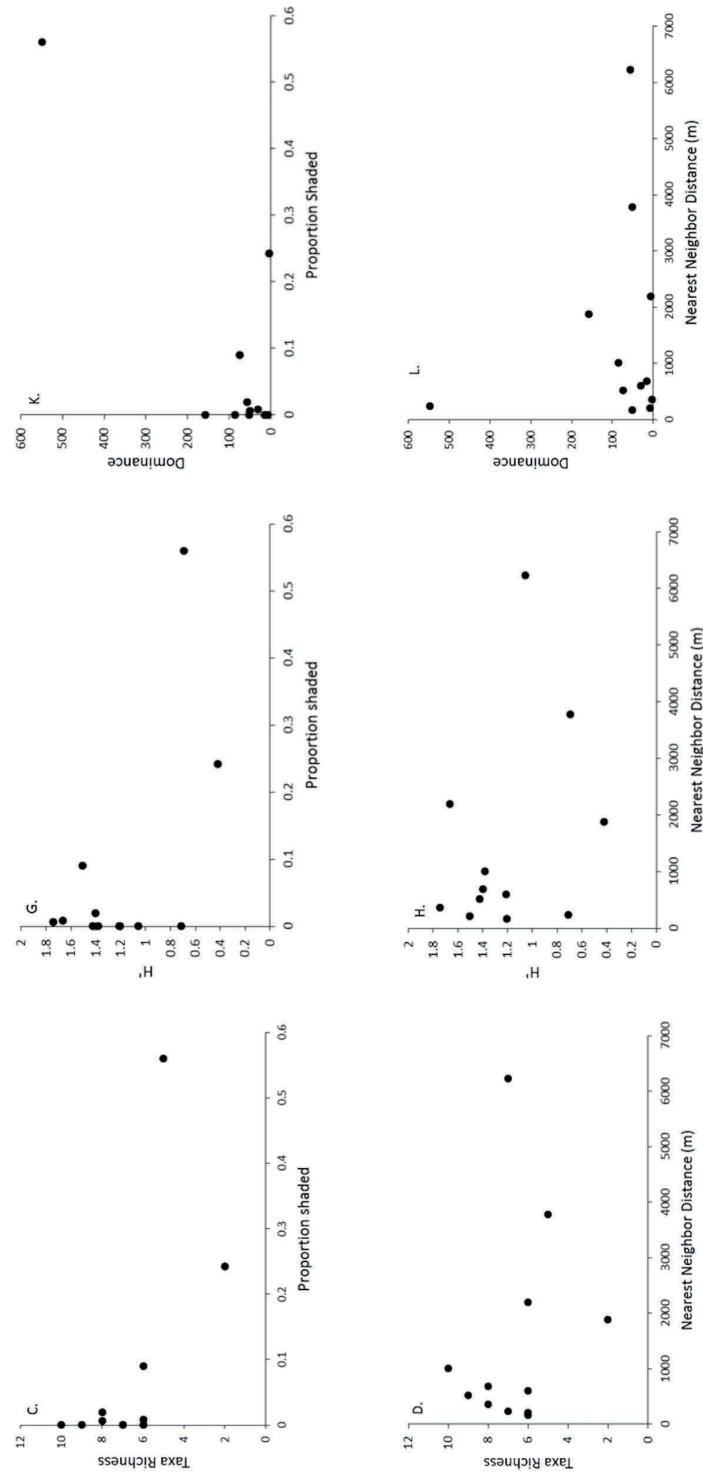 C.
Taxa Richness
12
10
8
6
4
2
0
0 0.1 0.2 0.3 0.4 0.5 0.6
Proportion shaded
G.
H'
2
1.8
1.6
1.4
1.2
1
0.8
0.6
0.4
0.2
0
0 0.1 0.2 0.3 0.4 0.5 0.6
Proportion shaded
K.
Dominance
600
500
400
300
200
100
0
0 0.1 0.2 0.3 0.4 0.5 0.6
Proportion Shaded
D.
Taxa Richness
12
10
8
6
4
2
0
0 1000 2000 3000 4000 5000 6000 7000
Nearest Neighbor Distance (m)
H.
H'
2
1.8
1.6
1.4
1.2
1
0.8
0.6
0.4
0.2
0
0 1000 2000 3000 4000 5000 6000 7000
Nearest Neighbor Distance (m)
L.
Dominance
600
500
400
300
200
100
0
0 1000 2000 3000 4000 5000 6000 7000
Nearest Neighbor Distance (m)